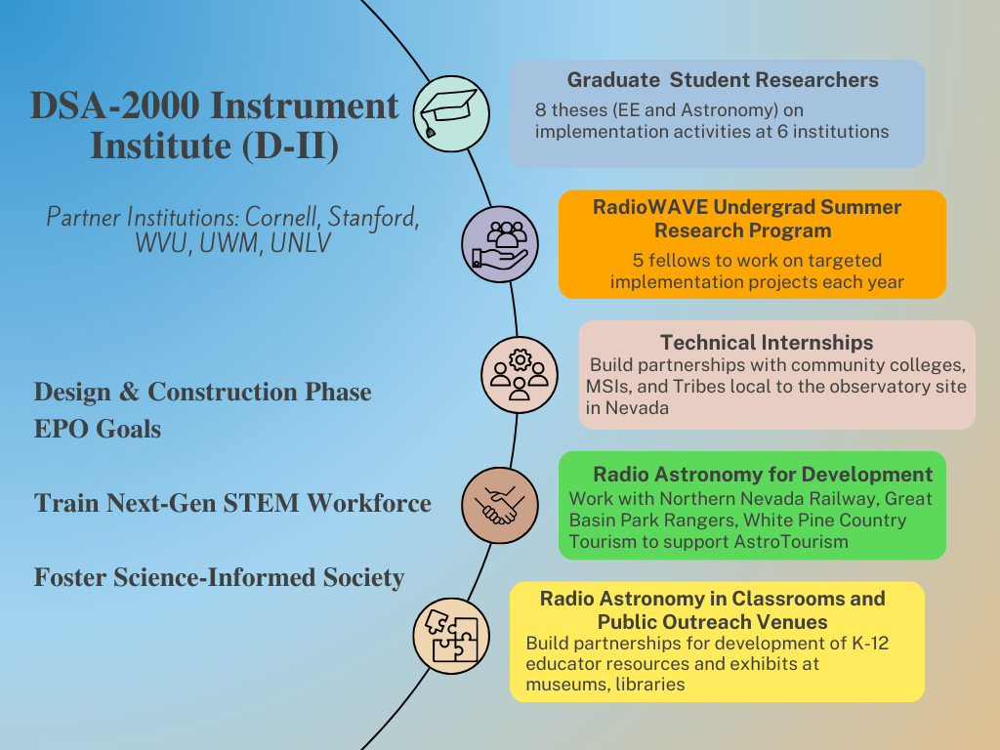 DSA-2000 Instrument
Institute (D-II)
Partner Institutions: Cornell, Stanford,
WVU, UWM, UNLV
Design & Construction Phase
EPO Goals
Train Next-Gen STEM Workforce
Foster Science-Informed Society
Graduate Student Researchers
8 theses (EE and Astronomy) on
implementation activities at 6 institutions
RadioWAVE Undergrad Summer
Research Program
5 fellows to work on targeted
implementation projects each year
Technical Internships
Build partnerships with community colleges,
MSIs, and Tribes local to the observatory site
in Nevada
Radio Astronomy for Development
Work with Northern Nevada Railway, Great
Basin Park Rangers, White Pine Country
Tourism to support AstroTourism
Radio Astronomy in Classrooms and
Public Outreach Venues
Build partnerships for development of K-12
educator resources and exhibits at
museums, libraries